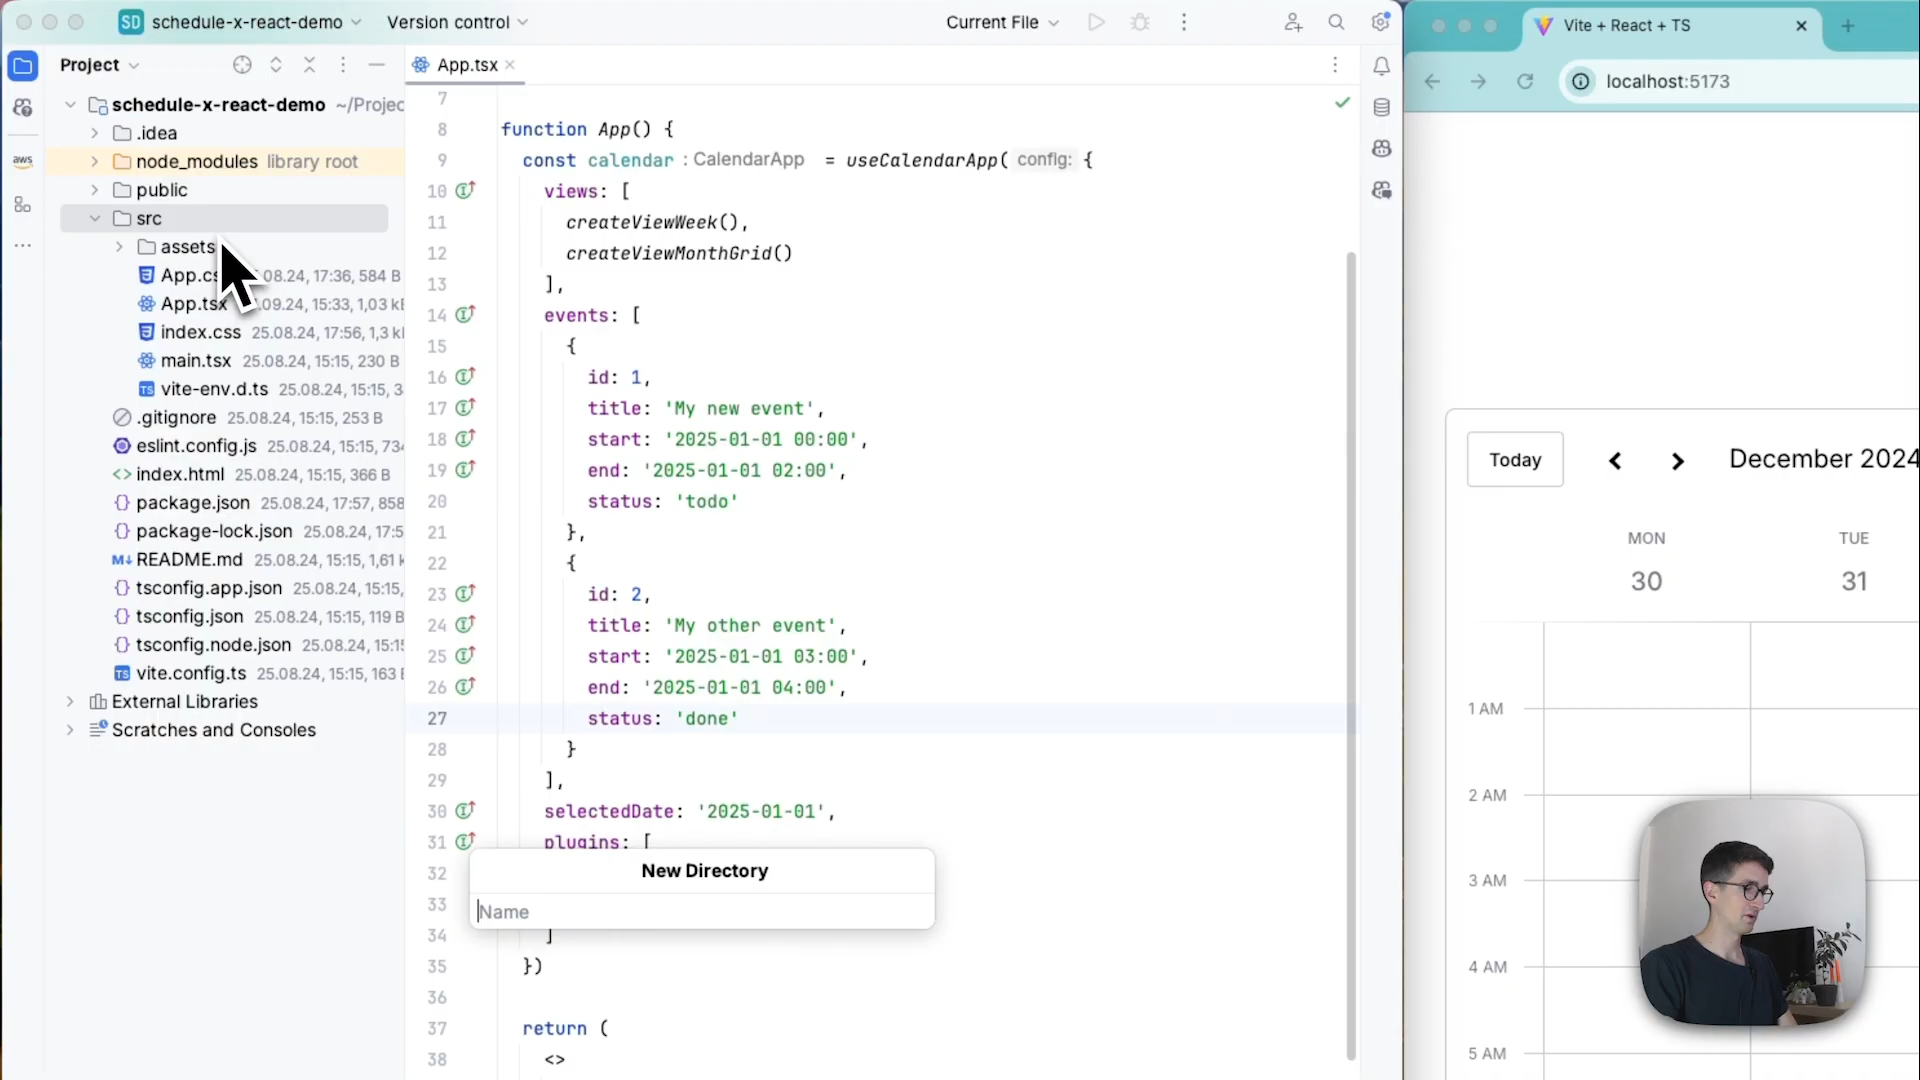 SD schedule-x-react-demo Version control
Current File
Project
App.tsx
schedule-x-react-demo ~/Projec
.idea
node_modules library root
public
src
assets
App.cs 08.24, 17:36, 584 B
App.tsx .09.24, 15:33, 1,03 kE
index.css 25.08.24, 17:56, 1,3 kl
main.tsx 25.08.24, 15:15, 230 B
vite-env.d.ts 25.08.24, 15:15, 3
.gitignore 25.08.24, 15:15, 253 B
eslint.config.js 25.08.24, 15:15, 734
index.html 25.08.24, 15:15, 366 B
package.json 25.08.24, 17:57, 858
package-lock.json 25.08.24, 17:5
README.md 25.08.24, 15:15, 1,61 k
tsconfig.app.json 25.08.24, 15:15,
tsconfig.json 25.08.24, 15:15, 119 B
tsconfig.node.json 25.08.24, 15:15
vite.config.ts 25.08.24, 15:15, 163 B
External Libraries
Scratches and Consoles
aws
7
8 function App() {
9 const calendar : CalendarApp = useCalendarApp( config: {
10 views: [
11 createViewWeek(),
12 createViewMonthGrid()
13 ],
14 events: [
15 {
16 id: 1,
17 title: 'My new event',
18 start: '2025-01-01 00:00',
19 end: '2025-01-01 02:00',
20 status: 'todo'
21 },
22 {
23 id: 2,
24 title: 'My other event',
25 start: '2025-01-01 03:00',
26 end: '2025-01-01 04:00',
27 status: 'done'
28 }
29 ],
30 selectedDate: '2025-01-01',
31 plugins: [
32
33
34 ]
35 })
36
37 return (
38 <>
New Directory
Name
Vite + React + TS
localhost:5173
Today
December 2024
MON
TUE
30
31
1 AM
2 AM
3 AM
4 AM
5 AM